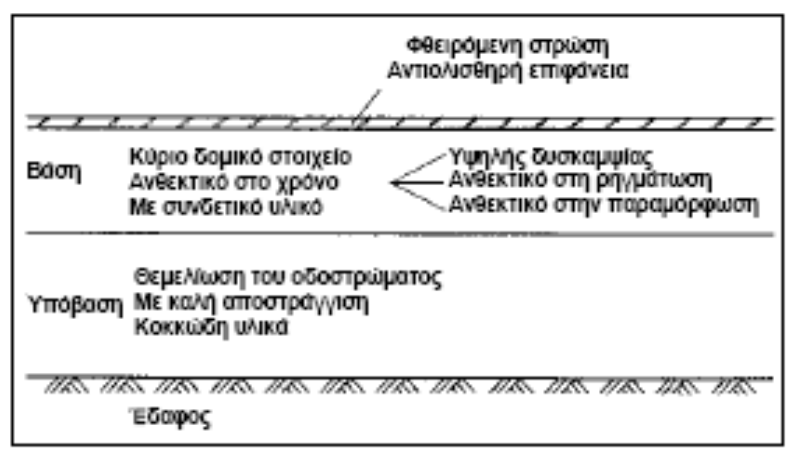 Φθειρόμενη στρώση
Αντιολισθηρή επιφάνεια
Βάση
Κύριο δομικό στοιχείο
Ανθεκτικό στο χρόνο
Με συνδετικό υλικό
Υψηλής δυσκαμψίας
Ανθεκτικό στη ρηγμάτωση
Ανθεκτικό στην παραμόρφωση
Υπόβαση
Θεμελίωση του οδοστρώματος
Με καλή αποστράγγιση
Κοκκώδη υλικά
Έδαφος